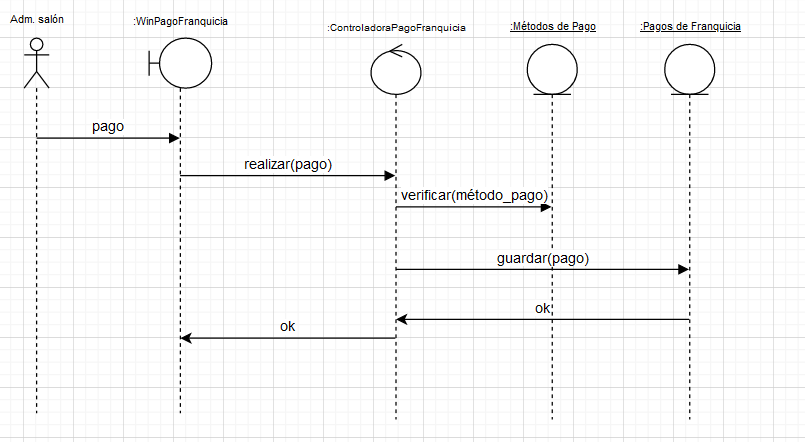 Adm. salón
:WinPagoFranquicia
:ControladoraPagoFranquicia
:Métodos de Pago
:Pagos de Franquicia
pago
realizar(pago)
verificar(método_pago)
guardar(pago)
ok
ok